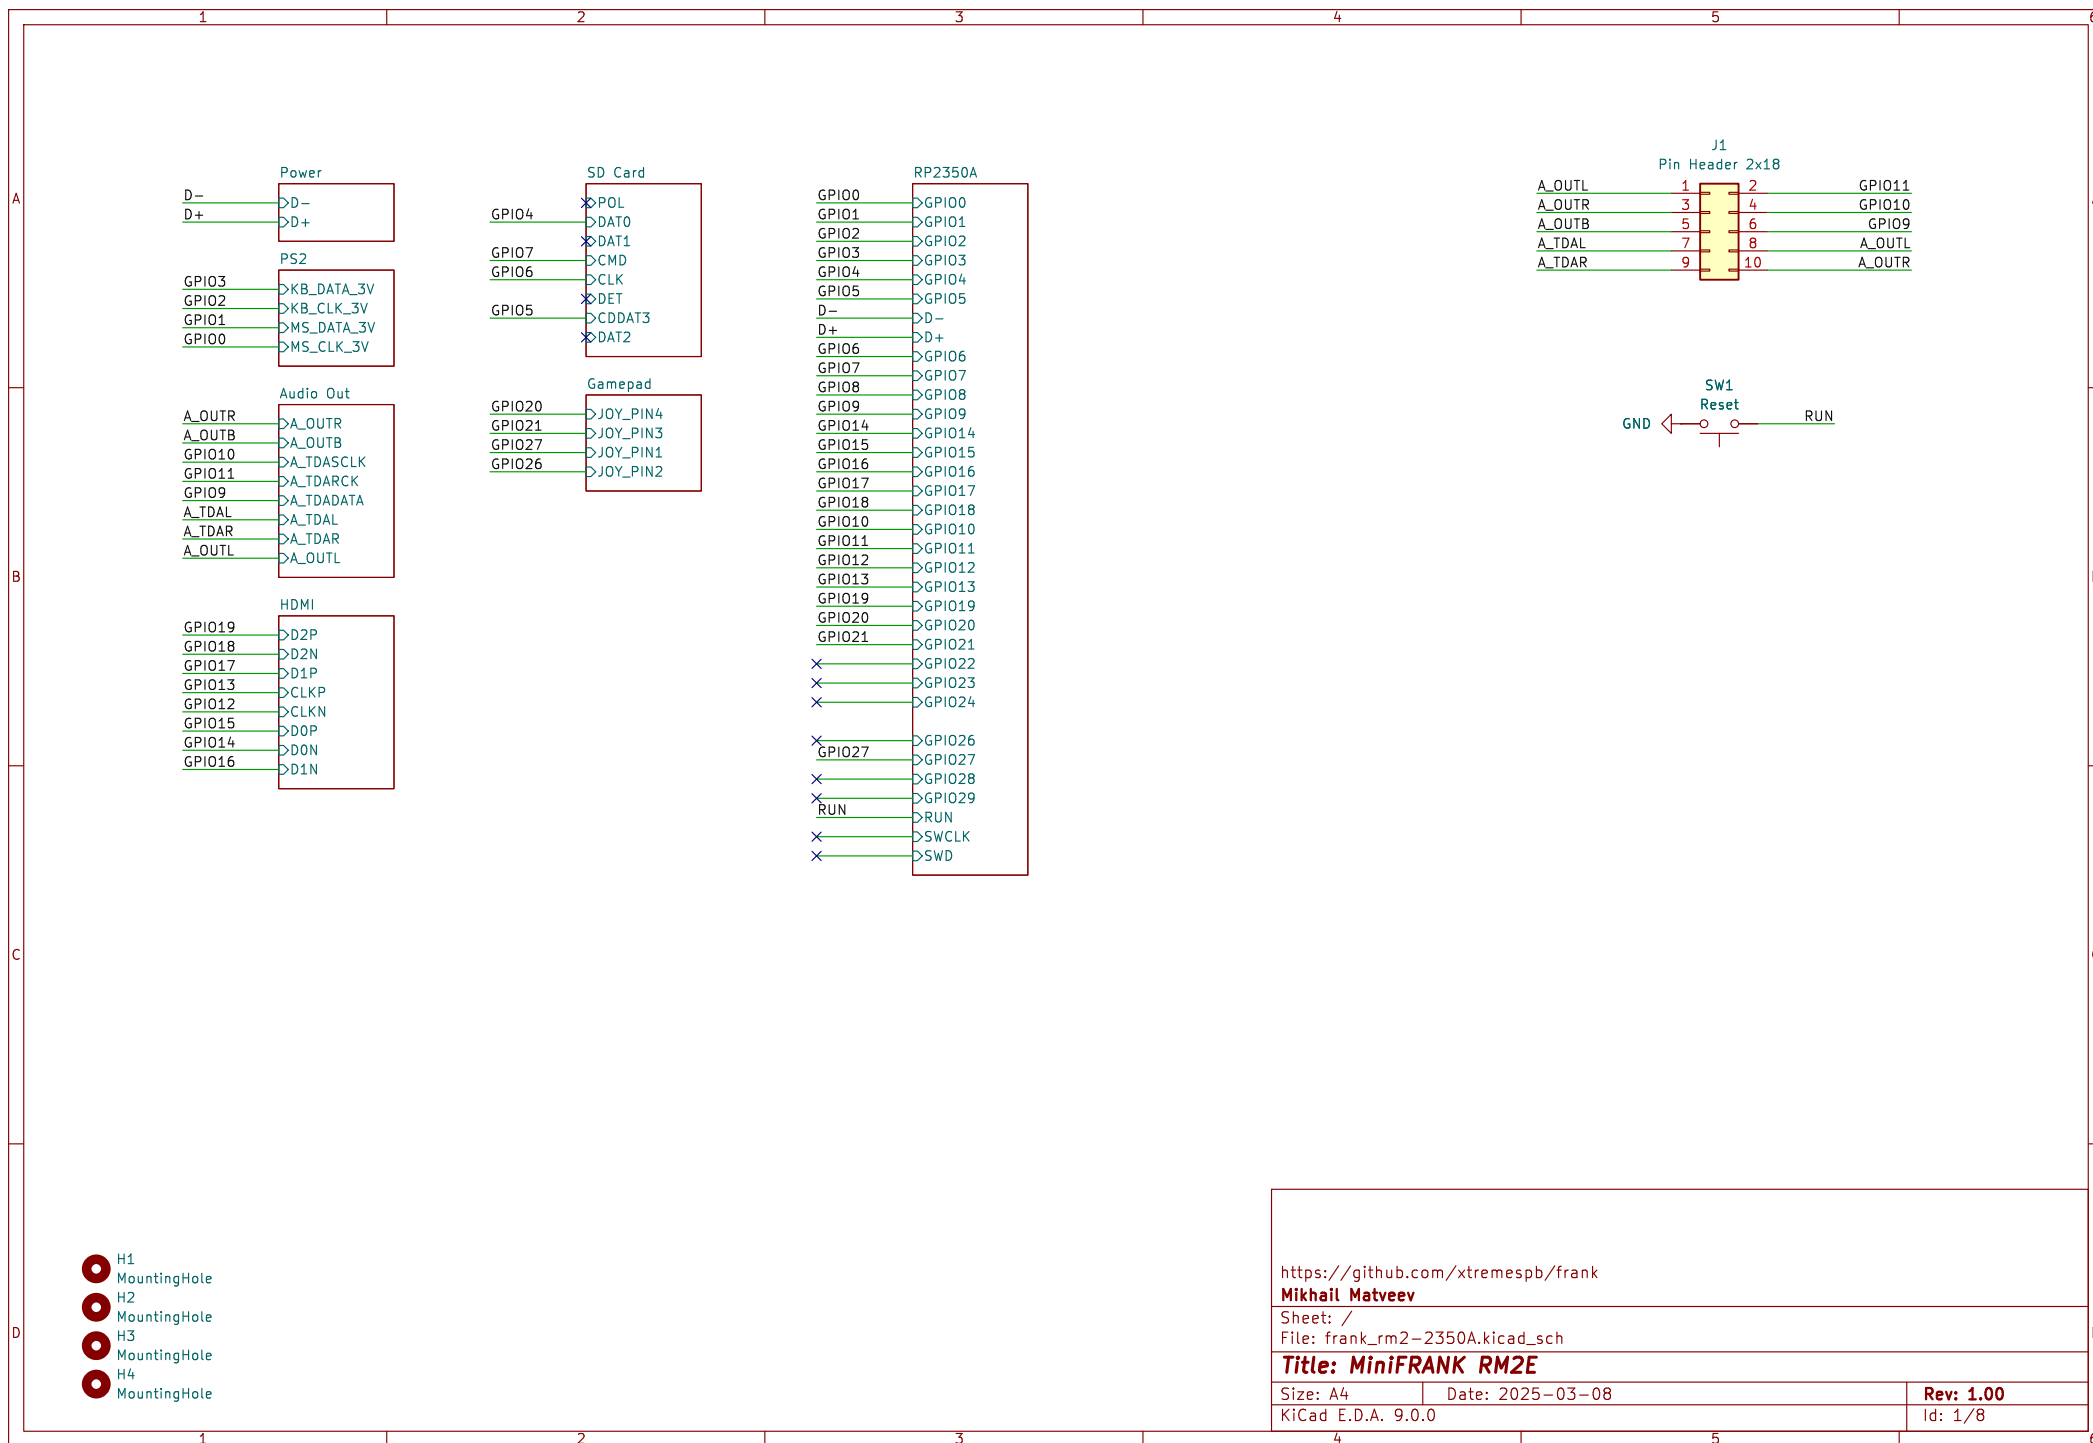 1 2 3 4 5 6
A
B
C
D
Power
D-
D+
D-
D+
PS2
GPIO3
GPIO2
GPIO1
GPIO0
KB_DATA_3V
KB_CLK_3V
MS_DATA_3V
MS_CLK_3V
Audio Out
A_OUTR
A_OUTB
GPIO10
GPIO11
GPIO9
A_TDAL
A_TDAR
A_OUTL
A_OUTR
A_OUTB
A_TDASCLK
A_TDARCK
A_TDADATA
A_TDAL
A_TDAR
A_OUTL
HDMI
GPIO19
GPIO18
GPIO17
GPIO13
GPIO12
GPIO15
GPIO14
GPIO16
D2P
D2N
D1P
CLKP
CLKN
D0P
D0N
D1N
SD Card
GPIO4
GPIO7
GPIO6
GPIO5
POL
DAT0
DAT1
CMD
CLK
DET
CDDAT3
DAT2
Gamepad
GPIO20
GPIO21
GPIO27
GPIO26
JOY_PIN4
JOY_PIN3
JOY_PIN1
JOY_PIN2
RP2350A
GPIO0
GPIO1
GPIO2
GPIO3
GPIO4
GPIO5
D-
D+
GPIO6
GPIO7
GPIO8
GPIO9
GPIO14
GPIO15
GPIO16
GPIO17
GPIO18
GPIO10
GPIO11
GPIO12
GPIO13
GPIO19
GPIO20
GPIO21
GPIO27
RUN
GPIO0
GPIO1
GPIO2
GPIO3
GPIO4
GPIO5
D-
D+
GPIO6
GPIO7
GPIO8
GPIO9
GPIO14
GPIO15
GPIO16
GPIO17
GPIO18
GPIO10
GPIO11
GPIO12
GPIO13
GPIO19
GPIO20
GPIO21
GPIO22
GPIO23
GPIO24
GPIO26
GPIO27
GPIO28
GPIO29
RUN
SWCLK
SWD
J1
Pin Header 2x18
A_OUTL 1 2 GPIO11
A_OUTR 3 4 GPIO10
A_OUTB 5 6 GPIO9
A_TDAL 7 8 A_OUTL
A_TDAR 9 10 A_OUTR
SW1
Reset
GND
RUN
H1
MountingHole
H2
MountingHole
H3
MountingHole
H4
MountingHole
https://github.com/xtremespb/frank
Mikhail Matveev
Sheet: /
File: frank_rm2-2350A.kicad_sch
Title: MiniFRANK RM2E
Size: A4 Date: 2025-03-08 Rev: 1.00
KiCad E.D.A. 9.0.0 Id: 1/8
1 2 3 4 5 6